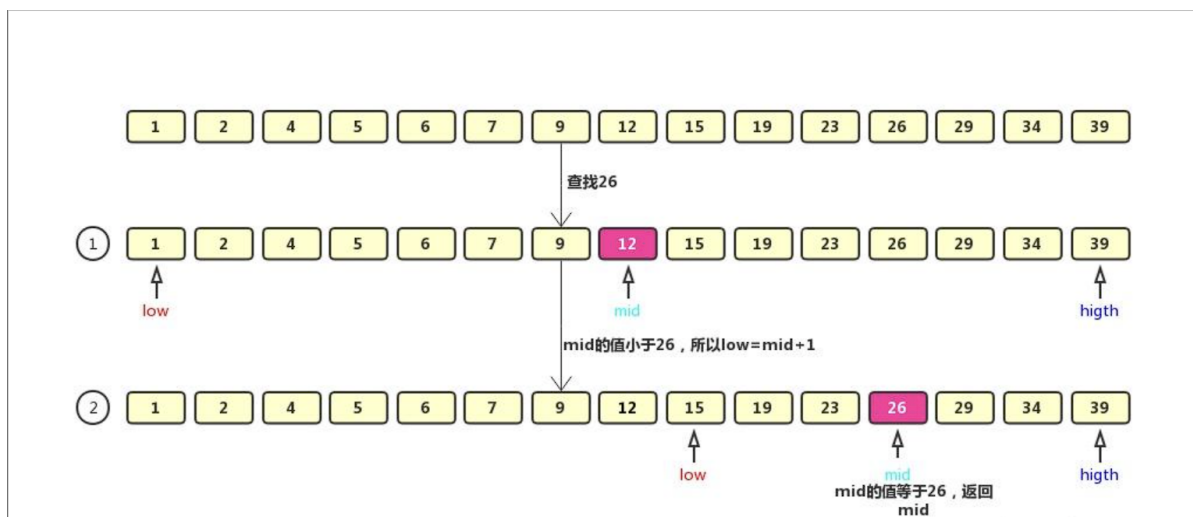 1 2 4 5 6 7 9 12 15 19 23 26 29 34 39
查找26
① 1 2 4 5 6 7 9 12 15 19 23 26 29 34 39
low mid higth
mid的值小于26，所以low=mid+1
② 1 2 4 5 6 7 9 12 15 19 23 26 29 34 39
low mid higth
mid的值等于26，返回
mid